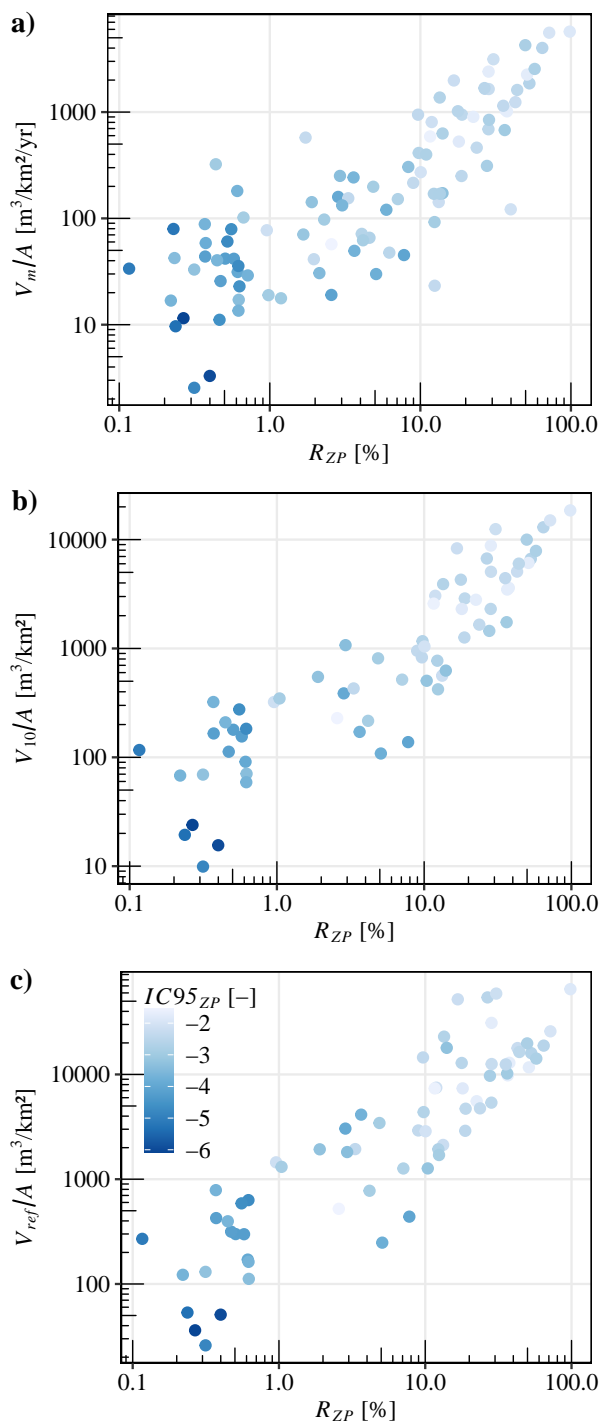 a)
1000
100
10
V_m/A [m³/km²/yr]
0.1 1.0 10.0 100.0
R_ZP [%]
b)
10000
1000
100
10
V_10/A [m³/km²]
0.1 1.0 10.0 100.0
R_ZP [%]
c)
IC95_ZP [–]
−2
−3
−4
−5
−6
10000
1000
100
V_ref/A [m³/km²]
0.1 1.0 10.0 100.0
R_ZP [%]